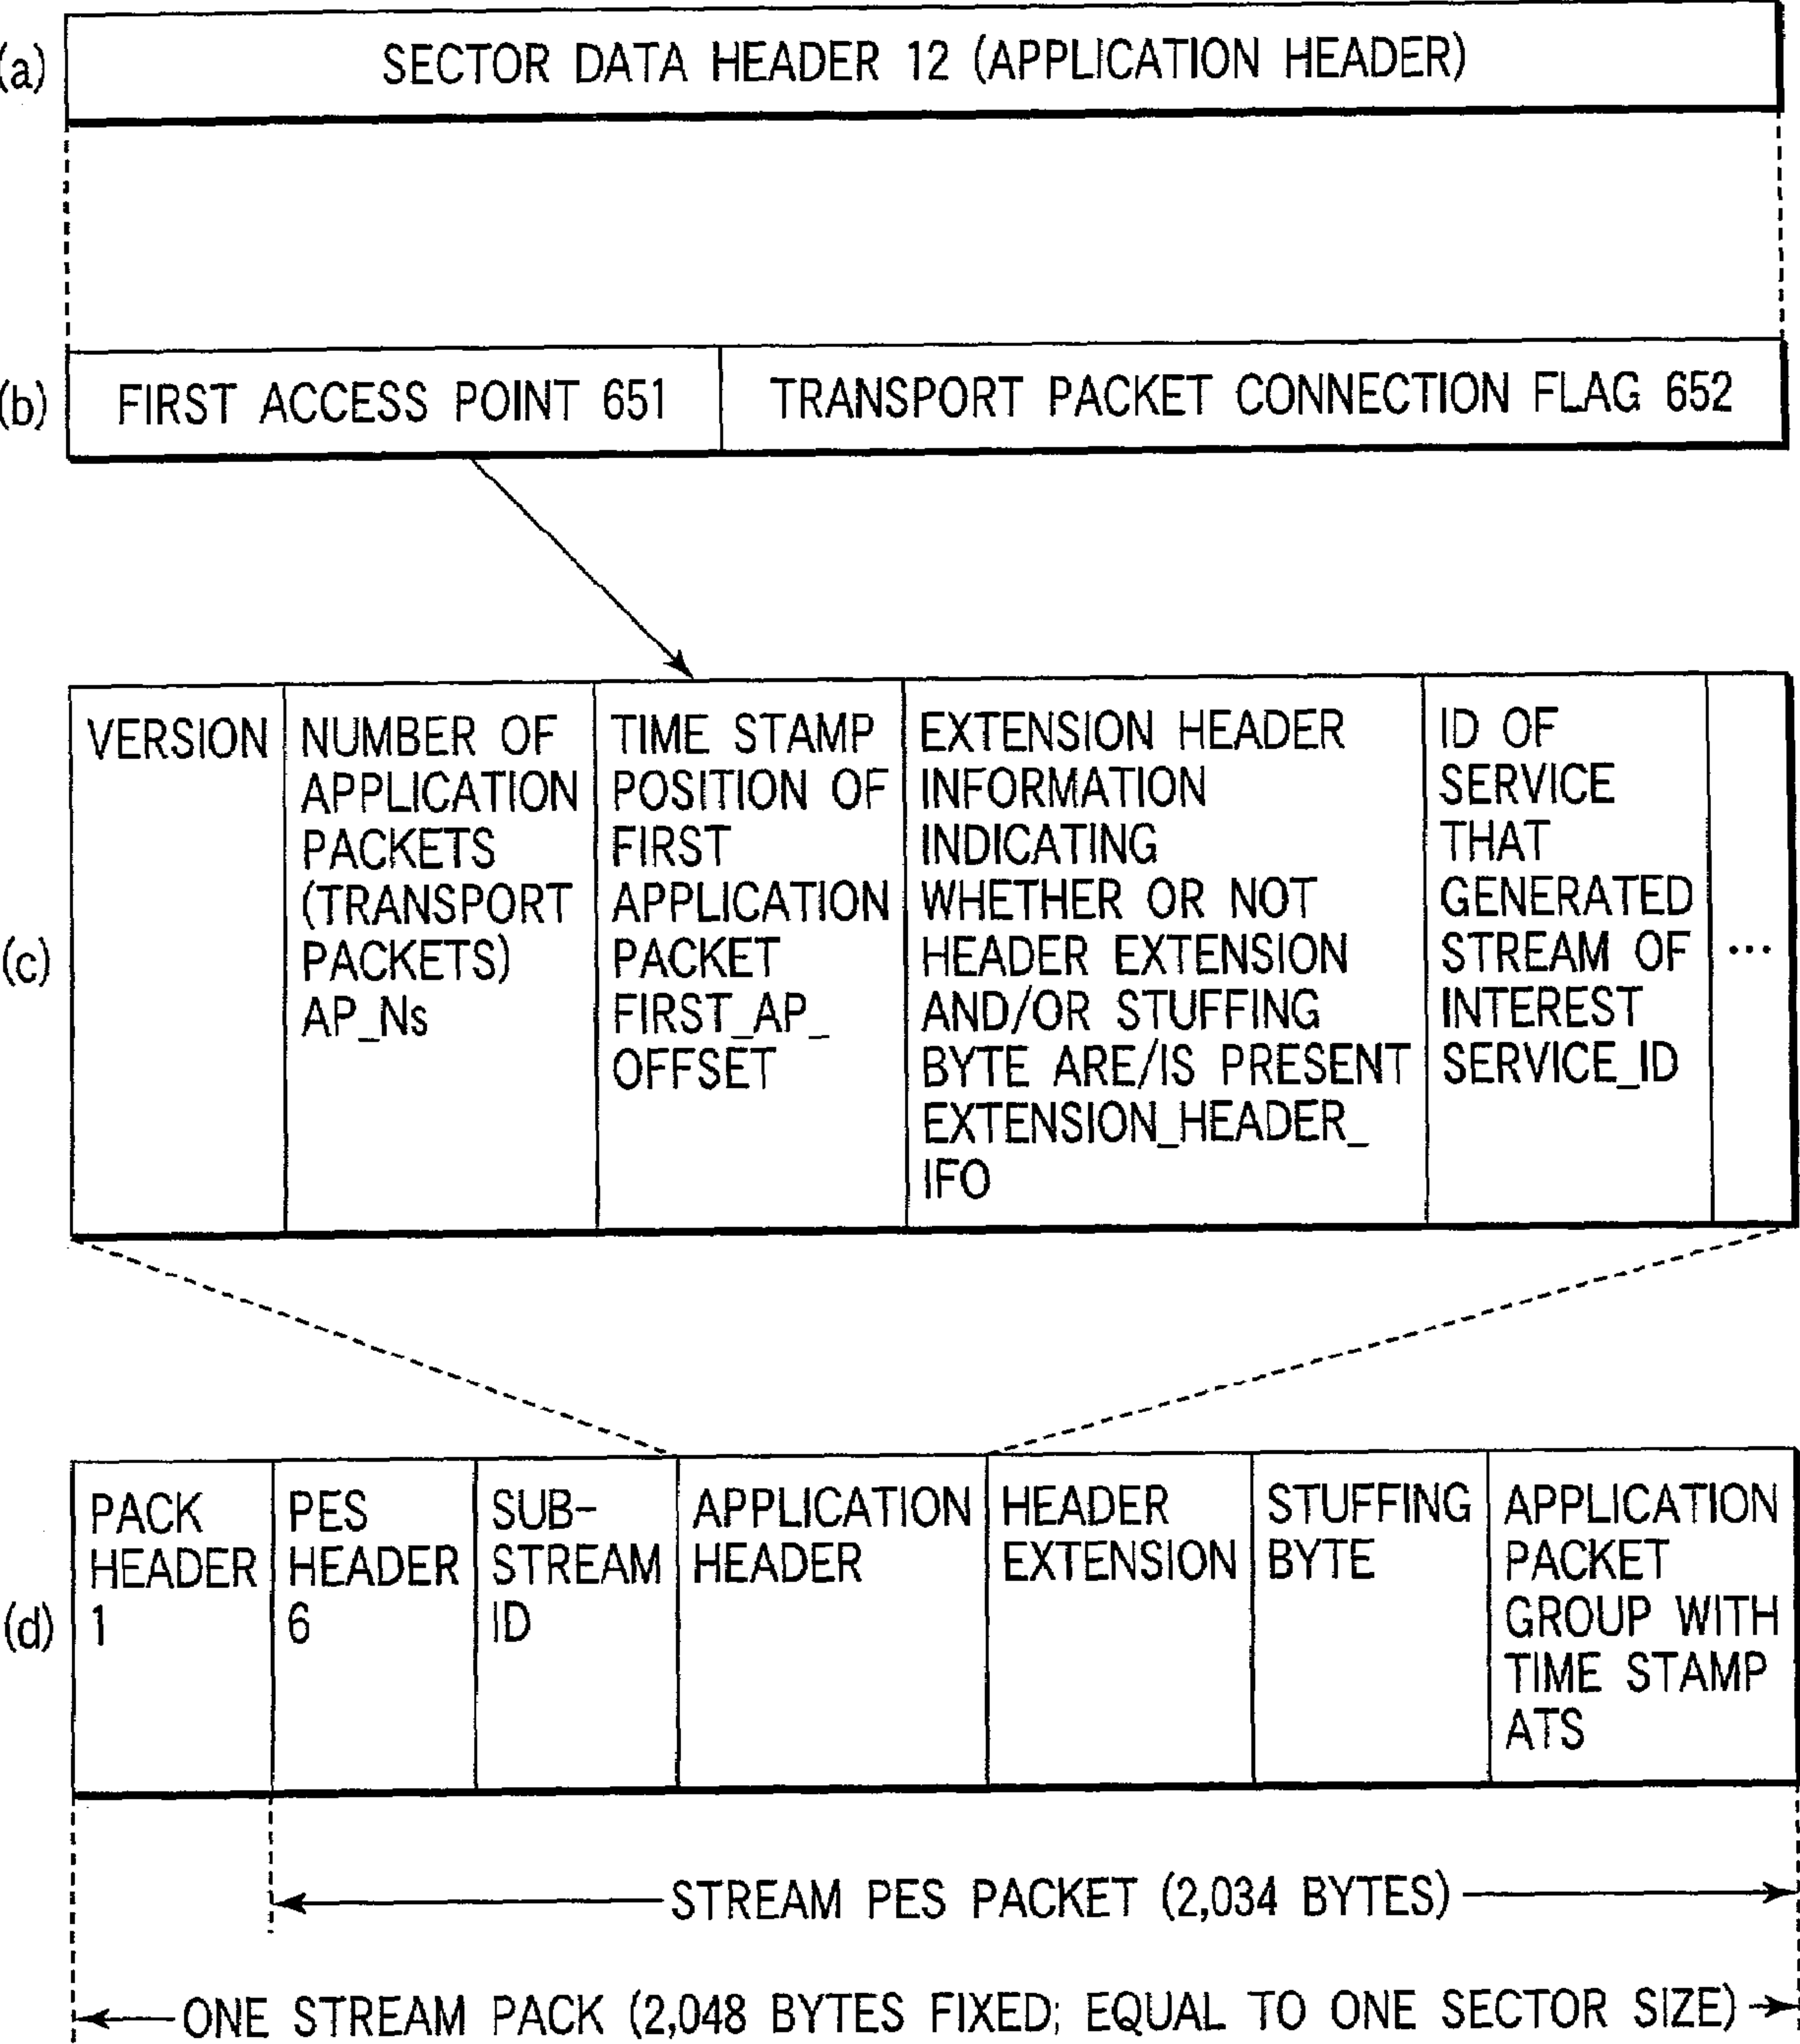 (a)
SECTOR DATA HEADER 12 (APPLICATION HEADER)
(b)
FIRST ACCESS POINT 651
TRANSPORT PACKET CONNECTION FLAG 652
(c)
VERSION
NUMBER OF
APPLICATION
PACKETS
(TRANSPORT
PACKETS)
AP_Ns
TIME STAMP
POSITION OF
FIRST
APPLICATION
PACKET
FIRST_AP_
OFFSET
EXTENSION HEADER
INFORMATION
INDICATING
WHETHER OR NOT
HEADER EXTENSION
AND/OR STUFFING
BYTE ARE/IS PRESENT
EXTENSION_HEADER_
IFO
ID OF
SERVICE
THAT
GENERATED
STREAM OF
INTEREST
SERVICE_ID
...
(d)
PACK
HEADER
1
PES
HEADER
6
SUB-
STREAM
ID
APPLICATION
HEADER
HEADER
EXTENSION
STUFFING
BYTE
APPLICATION
PACKET
GROUP WITH
TIME STAMP
ATS
STREAM PES PACKET (2,034 BYTES)
ONE STREAM PACK (2,048 BYTES FIXED; EQUAL TO ONE SECTOR SIZE)